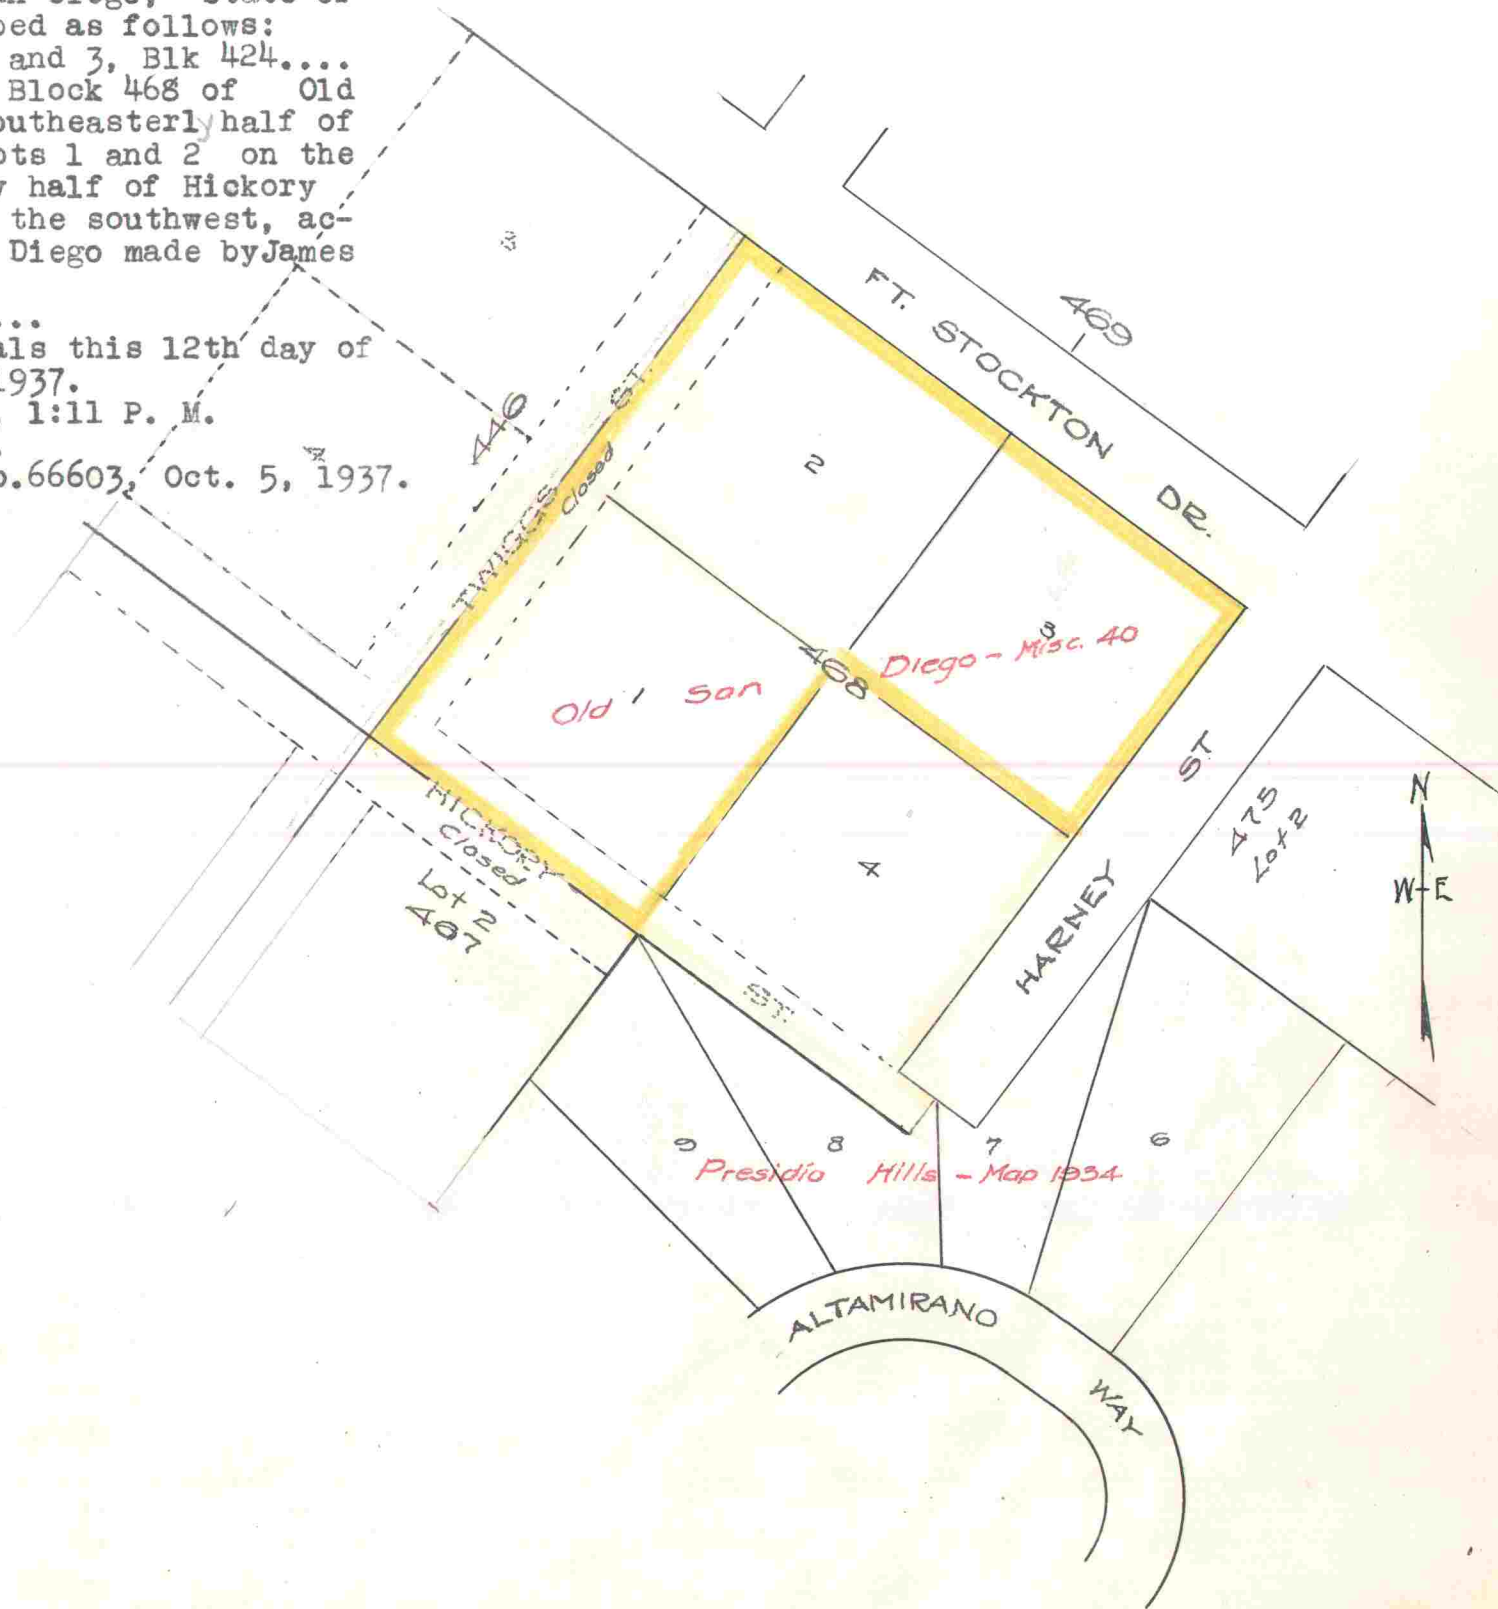 bed as follows:
and 3, Blk 424....
Block 468 of Old
outheasterly half of
ots 1 and 2 on the
half of Hickory
the southwest, ac-
Diego made byJames
...
als this 12th day of
1937.
1:11 P. M.
o.66603, Oct. 5, 1937.
3
446
TWIGGS ST.
Closed
FT. STOCKTON DR.
469
2
3
468
Old San Diego - Misc. 40
1
4
HICKORY ST.
Closed
Lot 2
467
HARNEY ST
475
Lot 2
N
W E
9
8
7
6
Presidio Hills - Map 1934
ALTAMIRANO WAY